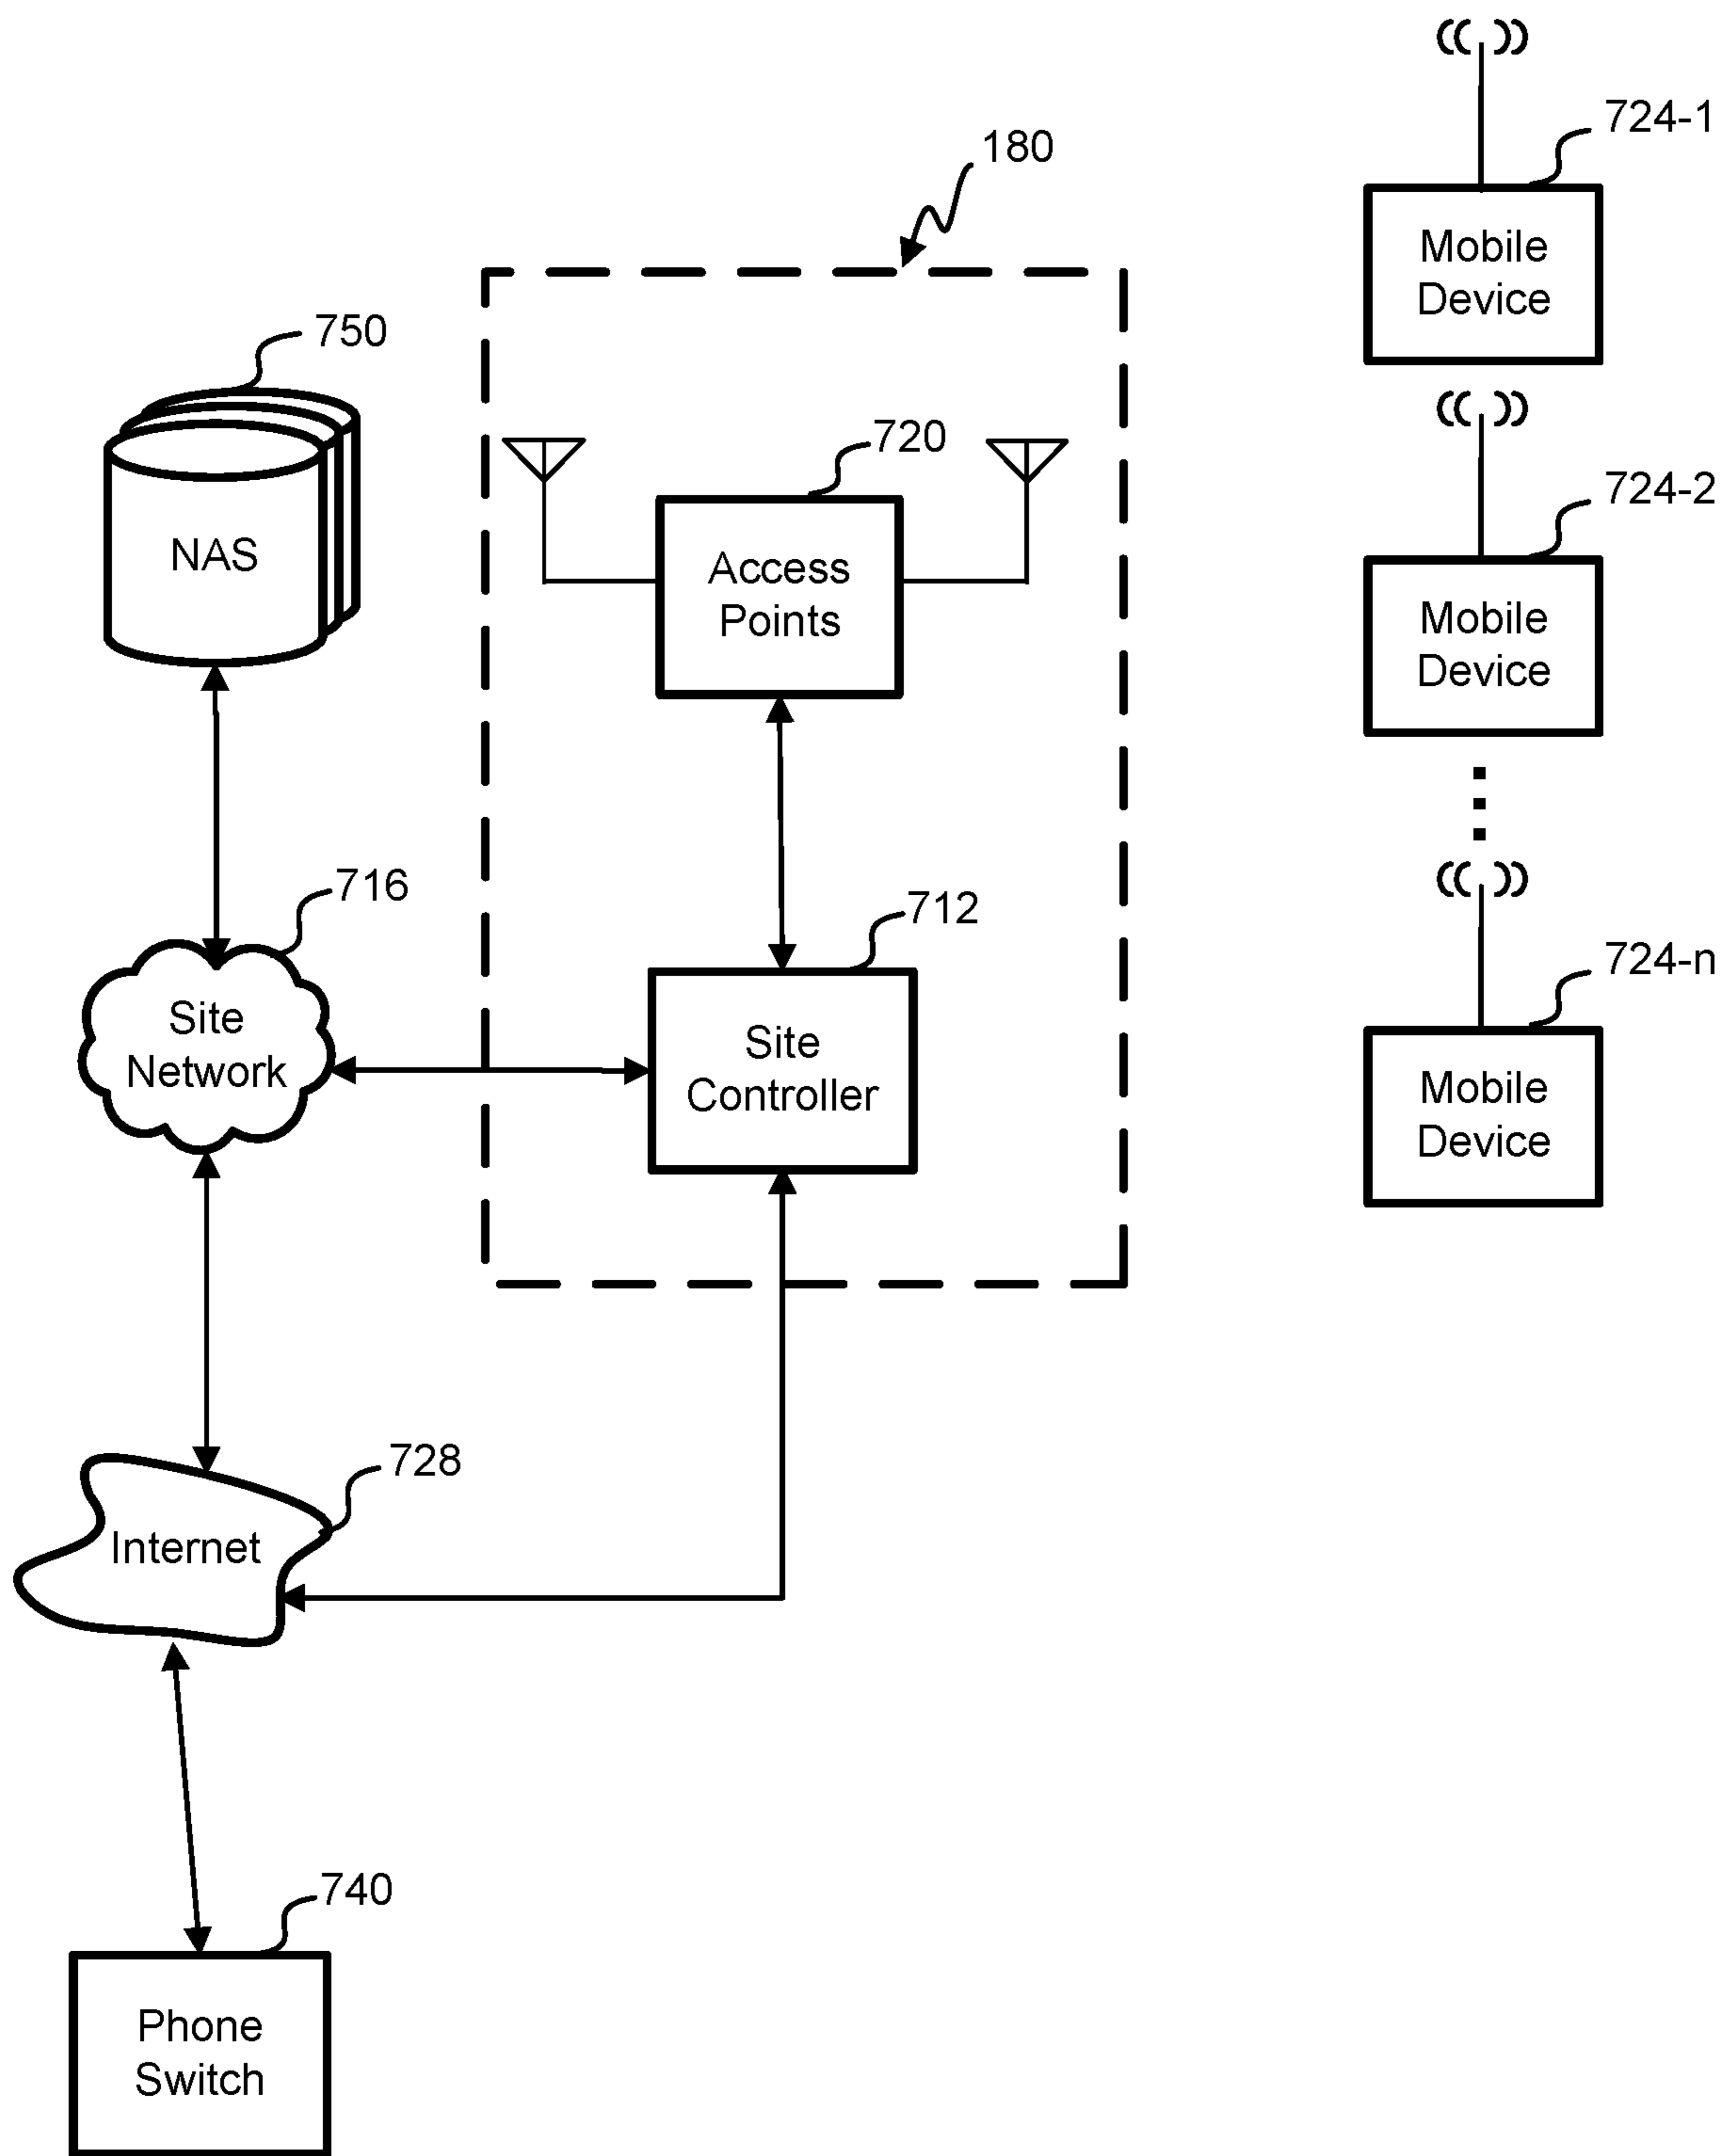 724-1
180
Mobile
Device
750
720
724-2
NAS
Access
Points
Mobile
Device
716
712
724-n
Site
Network
Site
Controller
Mobile
Device
728
Internet
740
Phone
Switch